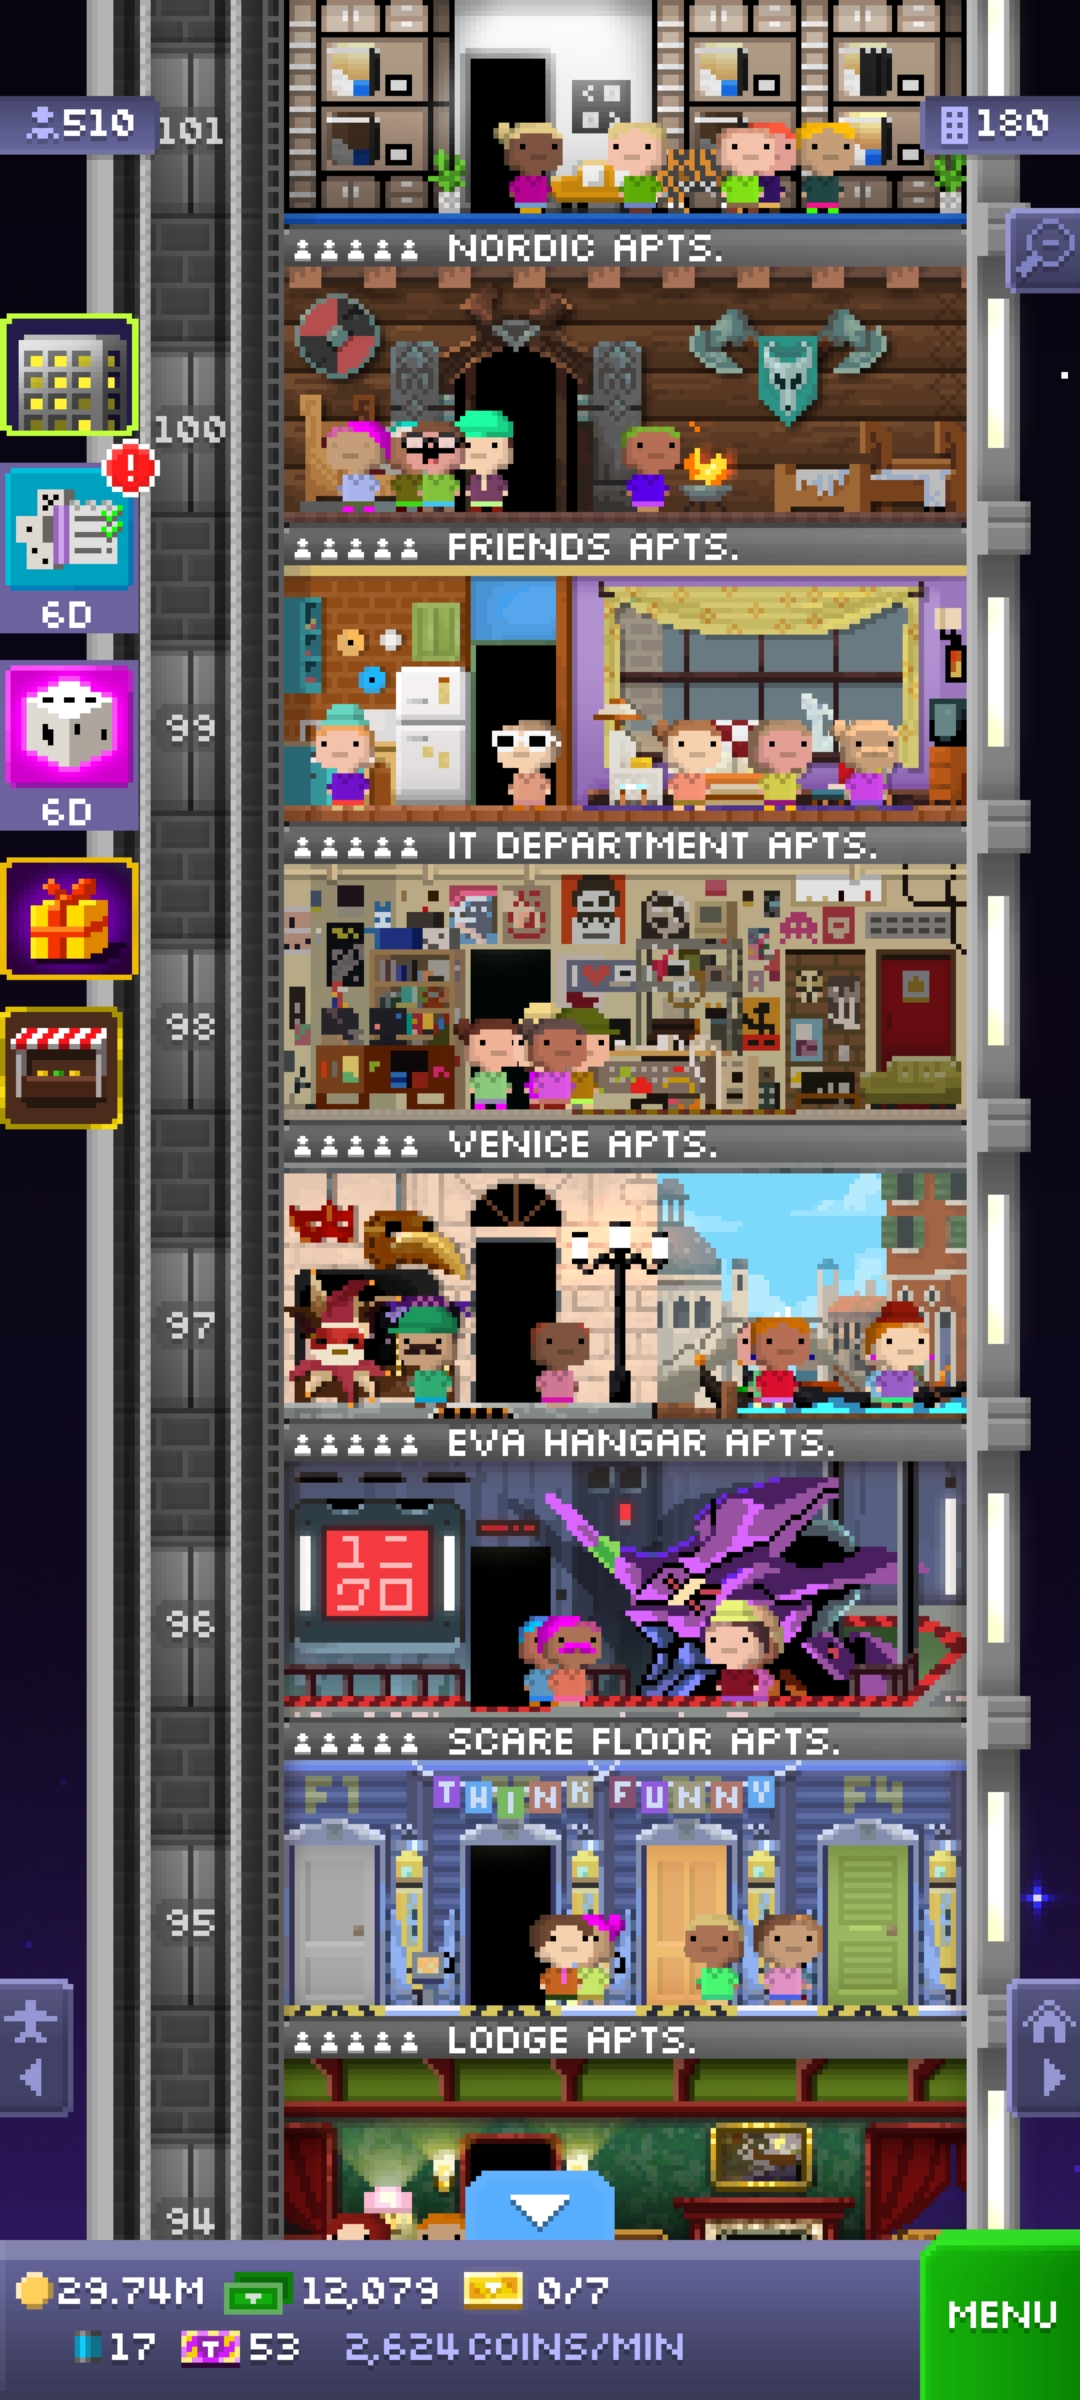 510
101
180
NORDIC APTS.
100
FRIENDS APTS.
6D
99
6D
IT DEPARTMENT APTS.
98
VENICE APTS.
97
EVA HANGAR APTS.
96
SCARE FLOOR APTS.
F1 THINK FUNNY F4
95
LODGE APTS.
94
29.74M 12,079 0/7
MENU
17 T 53 2,624 COINS/MIN